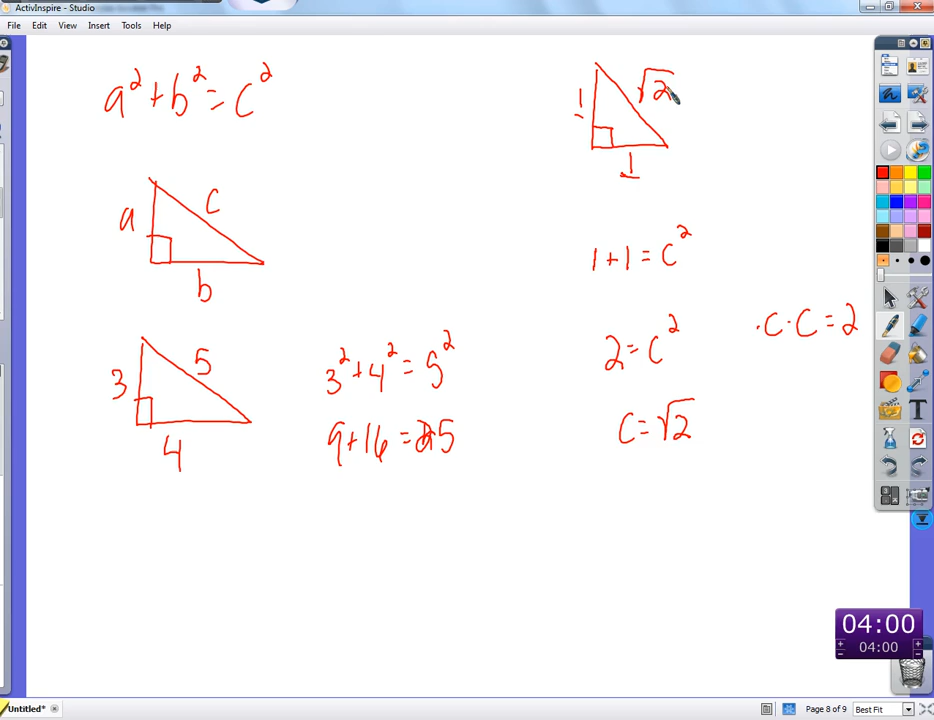 ActivInspire - Studio
File Edit View Insert Tools Help
a² + b² = c²
a
c
b
3
5
4
3² + 4² = 5²
9 + 16 = 25
1
√2
1
1 + 1 = c²
2 = c²
c = √2
· c · c = 2
04:00
04:00
Untitled*
Page 8 of 9
Best Fit